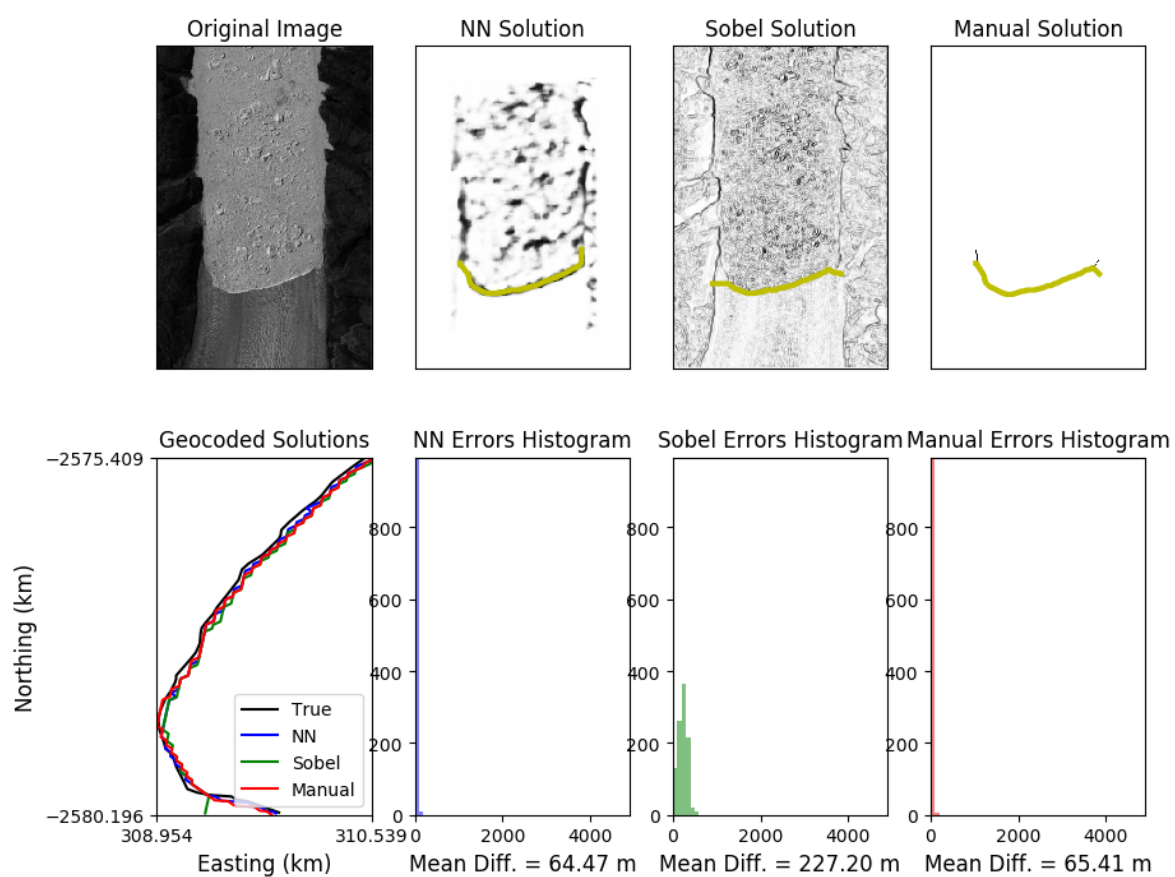 Original Image
NN Solution
Sobel Solution
Manual Solution
Geocoded Solutions
NN Errors Histogram
Sobel Errors Histogram
Manual Errors Histogram
Northing (km)
−2575.409
−2580.196
308.954
310.539
Easting (km)
True
NN
Sobel
Manual
800
600
400
200
0
0
2000
4000
Mean Diff. = 64.47 m
800
600
400
200
0
0
2000
4000
Mean Diff. = 227.20 m
800
600
400
200
0
0
2000
4000
Mean Diff. = 65.41 m